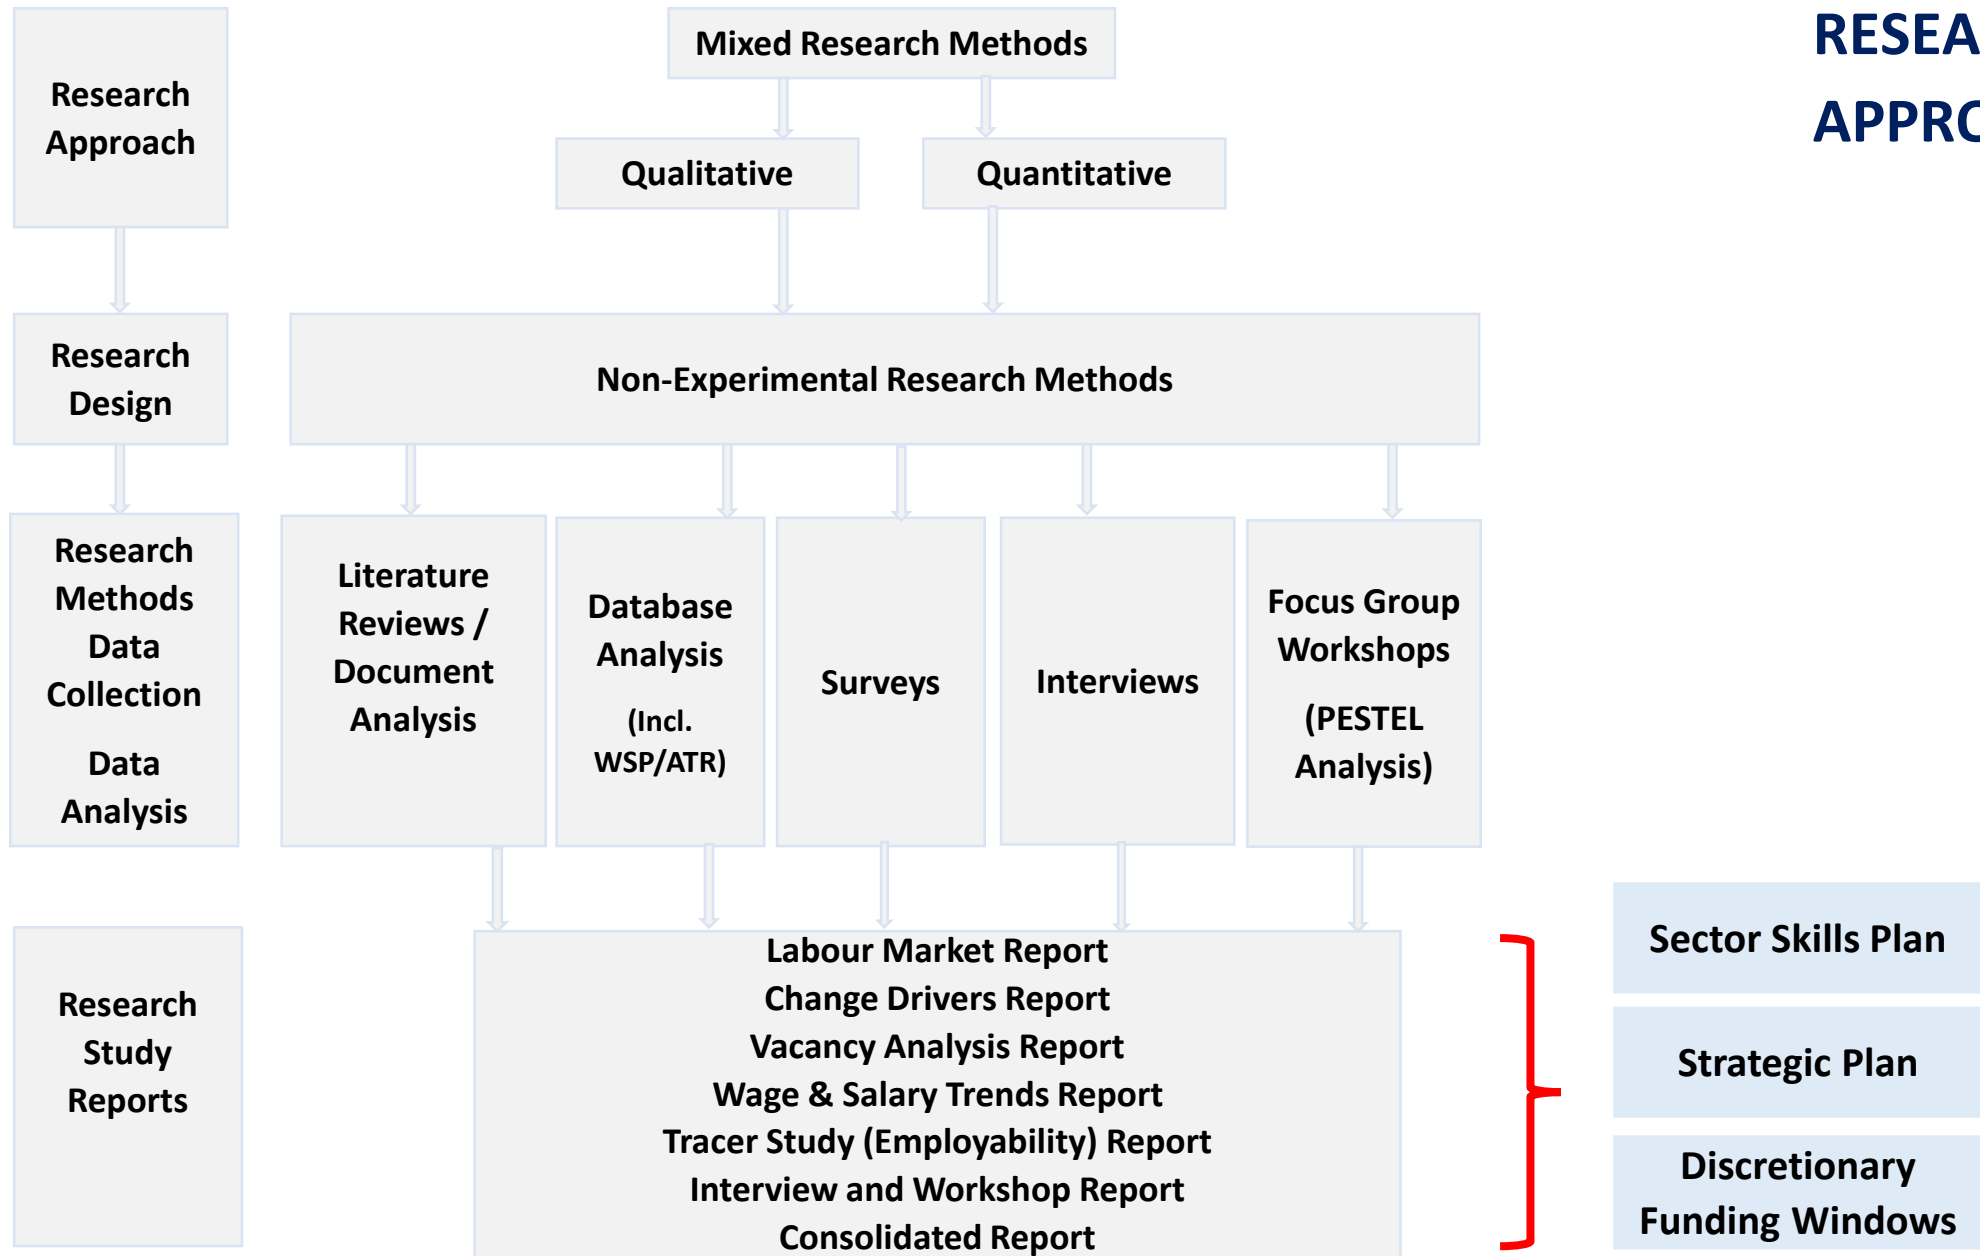 RESEA
APPRO
Mixed Research Methods
Research
Approach
Qualitative
Quantitative
Research
Design
Non-Experimental Research Methods
Research
Methods
Data
Collection
Data
Analysis
Literature
Reviews /
Document
Analysis
Database
Analysis
(Incl.
WSP/ATR)
Surveys
Interviews
Focus Group
Workshops
(PESTEL
Analysis)
Research
Study
Reports
Labour Market Report
Change Drivers Report
Vacancy Analysis Report
Wage & Salary Trends Report
Tracer Study (Employability) Report
Interview and Workshop Report
Consolidated Report
Sector Skills Plan
Strategic Plan
Discretionary
Funding Windows